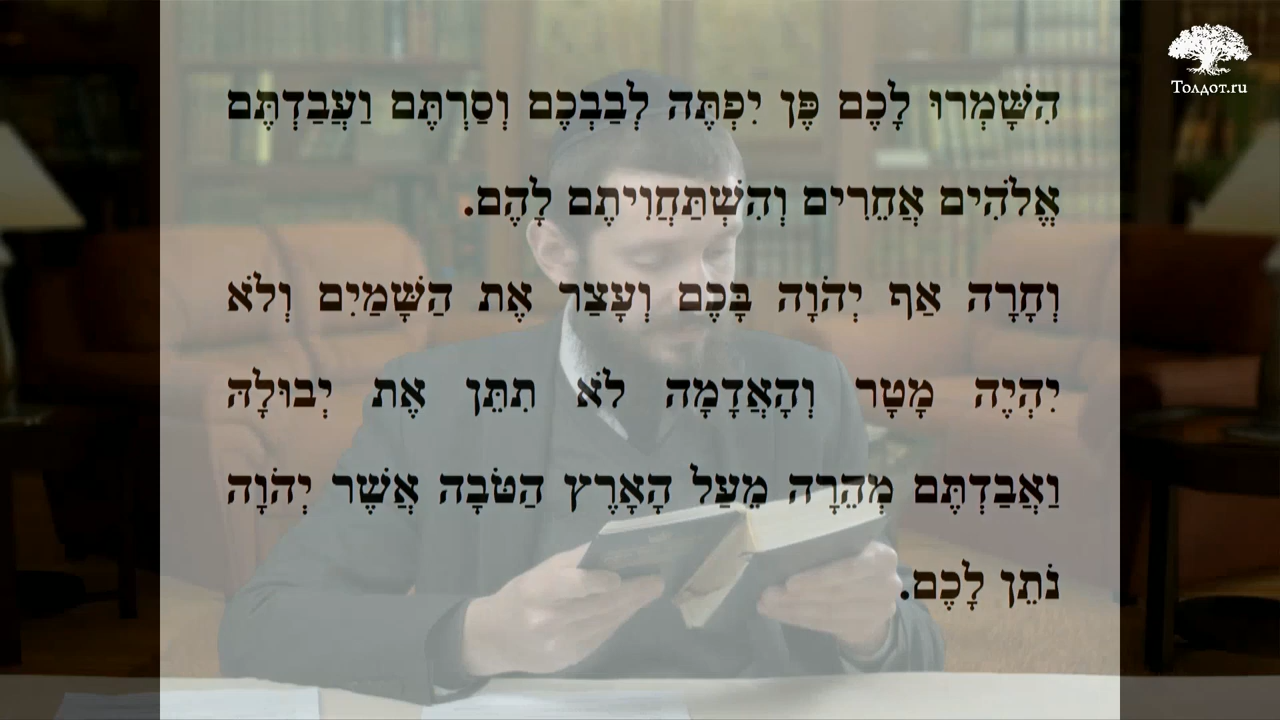 Толдот.ru
הִשָּׁמְרוּ לָכֶם פֶּן יִפְתֶּה לְבַבְכֶם וְסַרְתֶּם וַעֲבַדְתֶּם
אֱלֹהִים אֲחֵרִים וְהִשְׁתַּחֲוִיתֶם לָהֶם.
וְחָרָה אַף יְהֹוָה בָּכֶם וְעָצַר אֶת הַשָּׁמַיִם וְלֹא
יִהְיֶה מָטָר וְהָאֲדָמָה לֹא תִתֵּן אֶת יְבוּלָהּ
וַאֲבַדְתֶּם מְהֵרָה מֵעַל הָאָרֶץ הַטֹּבָה אֲשֶׁר יְהֹוָה
נֹתֵן לָכֶם.